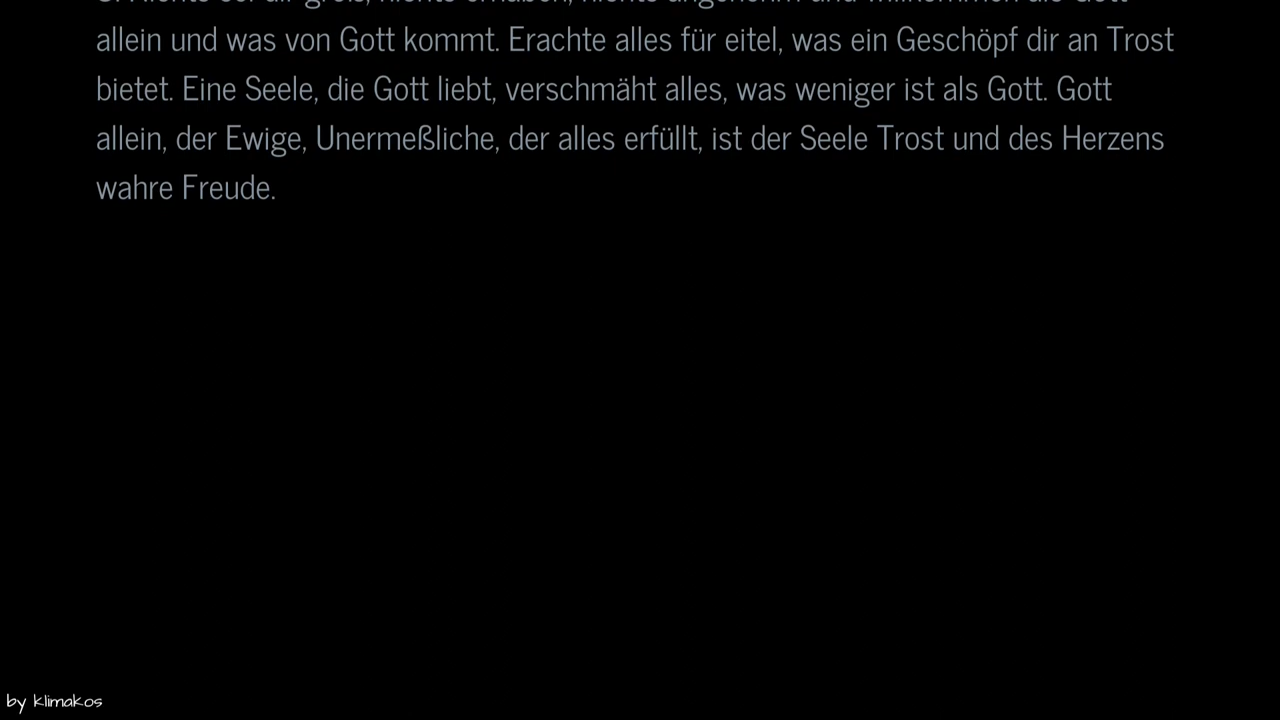 allein und was von Gott kommt. Erachte alles für eitel, was ein Geschöpf dir an Trost
bietet. Eine Seele, die Gott liebt, verschmäht alles, was weniger ist als Gott. Gott
allein, der Ewige, Unermeßliche, der alles erfüllt, ist der Seele Trost und des Herzens
wahre Freude.
by klimakos